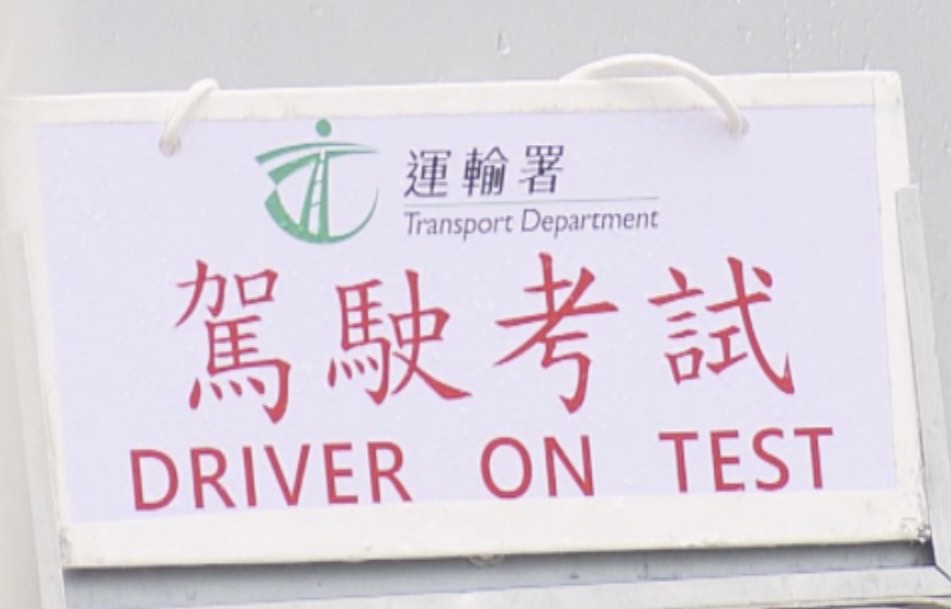 運輸署
Transport Department
駕駛考試
DRIVER ON TEST